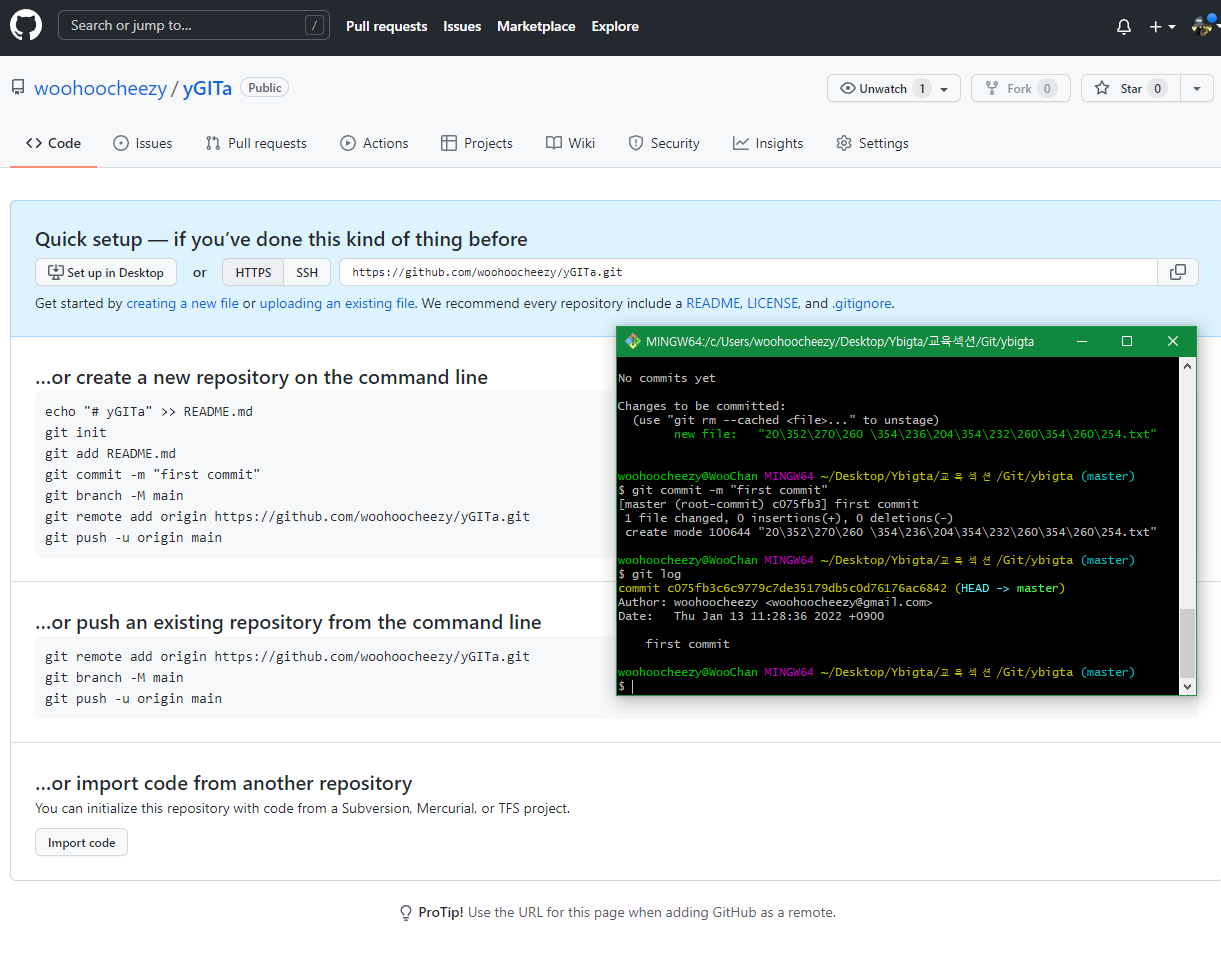 Search or jump to...
/
Pull requests
Issues
Marketplace
Explore
woohoocheezy / yGITa
Public
Unwatch 1
Fork 0
Star 0
Code
Issues
Pull requests
Actions
Projects
Wiki
Security
Insights
Settings
Quick setup — if you’ve done this kind of thing before
Set up in Desktop
or
HTTPS
SSH
https://github.com/woohoocheezy/yGITa.git
Get started by creating a new file or uploading an existing file. We recommend every repository include a README, LICENSE, and .gitignore.
…or create a new repository on the command line
echo "# yGITa" >> README.md
git init
git add README.md
git commit -m "first commit"
git branch -M main
git remote add origin https://github.com/woohoocheezy/yGITa.git
git push -u origin main
…or push an existing repository from the command line
git remote add origin https://github.com/woohoocheezy/yGITa.git
git branch -M main
git push -u origin main
…or import code from another repository
You can initialize this repository with code from a Subversion, Mercurial, or TFS project.
Import code
ProTip! Use the URL for this page when adding GitHub as a remote.
MINGW64:/c/Users/woohoocheezy/Desktop/Ybigta/교육섹션/Git/ybigta
No commits yet
Changes to be committed:
(use "git rm --cached <file>..." to unstage)
new file:   "20\352\270\260 \354\236\204\354\232\260\354\260\254.txt"
woohoocheezy@WooChan MINGW64 ~/Desktop/Ybigta/교육섹션/Git/ybigta (master)
$ git commit -m "first commit"
[master (root-commit) c075fb3] first commit
1 file changed, 0 insertions(+), 0 deletions(-)
create mode 100644 "20\352\270\260 \354\236\204\354\232\260\354\260\254.txt"
woohoocheezy@WooChan MINGW64 ~/Desktop/Ybigta/교육섹션/Git/ybigta (master)
$ git log
commit c075fb3c6c9779c7de35179db5c0d76176ac6842 (HEAD -> master)
Author: woohoocheezy <woohoocheezy@gmail.com>
Date:   Thu Jan 13 11:28:36 2022 +0900
first commit
woohoocheezy@WooChan MINGW64 ~/Desktop/Ybigta/교육섹션/Git/ybigta (master)
$